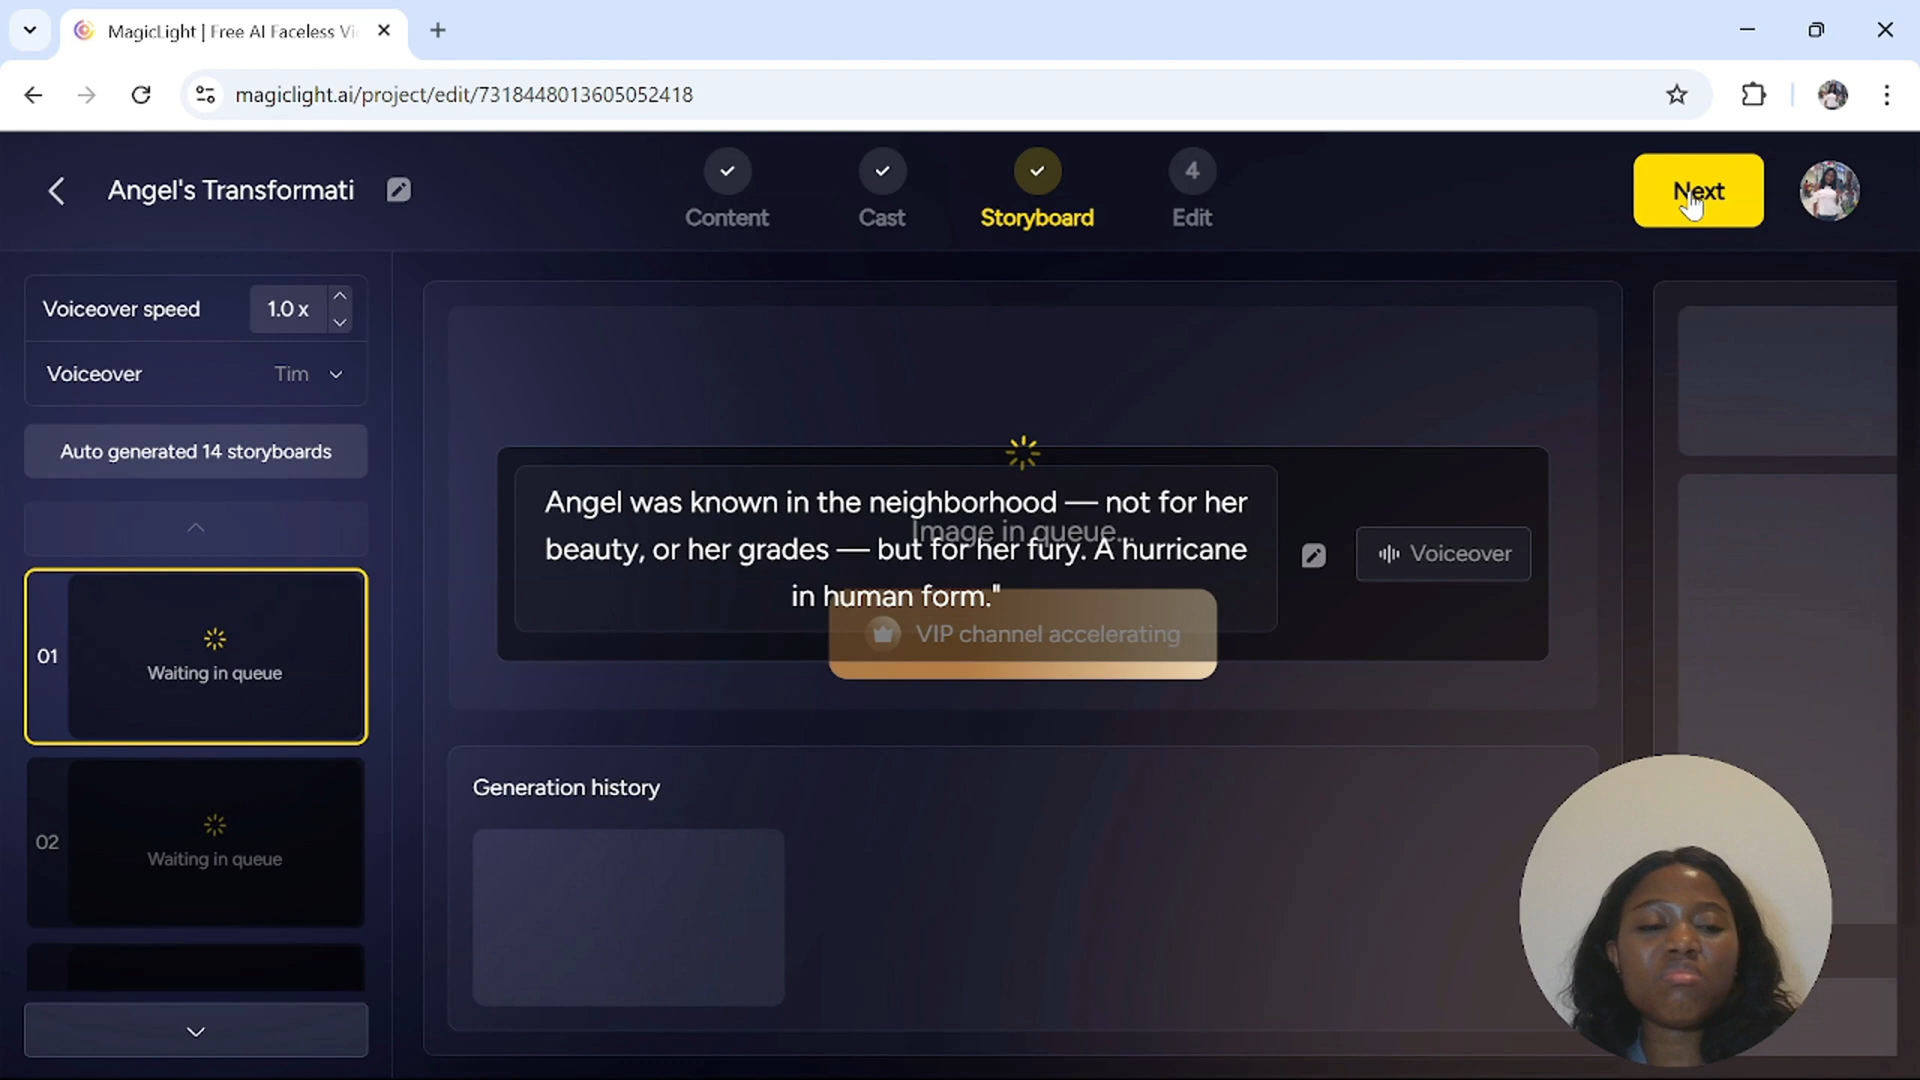 MagicLight | Free AI Faceless Vi
magiclight.ai/project/edit/7318448013605052418
Angel's Transformati
Content
Cast
Storyboard
4
Edit
Next
Voiceover speed
1.0 x
Voiceover
Tim
Auto generated 14 storyboards
01
Waiting in queue
02
Waiting in queue
Angel was known in the neighborhood — not for her
beauty, or her grades — but for her fury. A hurricane
in human form."
Image in queue...
VIP channel accelerating
Voiceover
Generation history